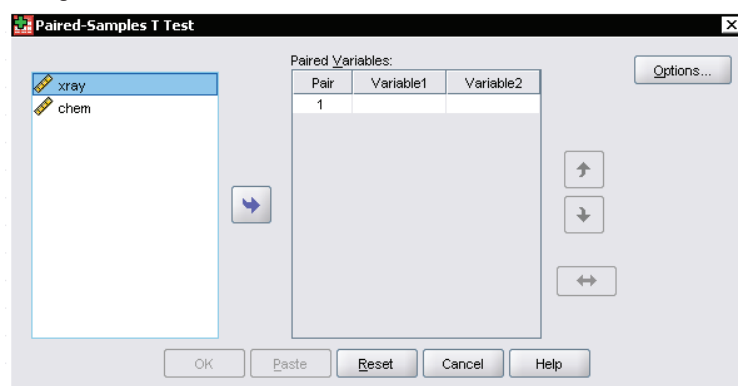 Paired-Samples T Test
Paired Variables:
Options...
xray
chem
Pair Variable1 Variable2
1
OK Paste Reset Cancel Help